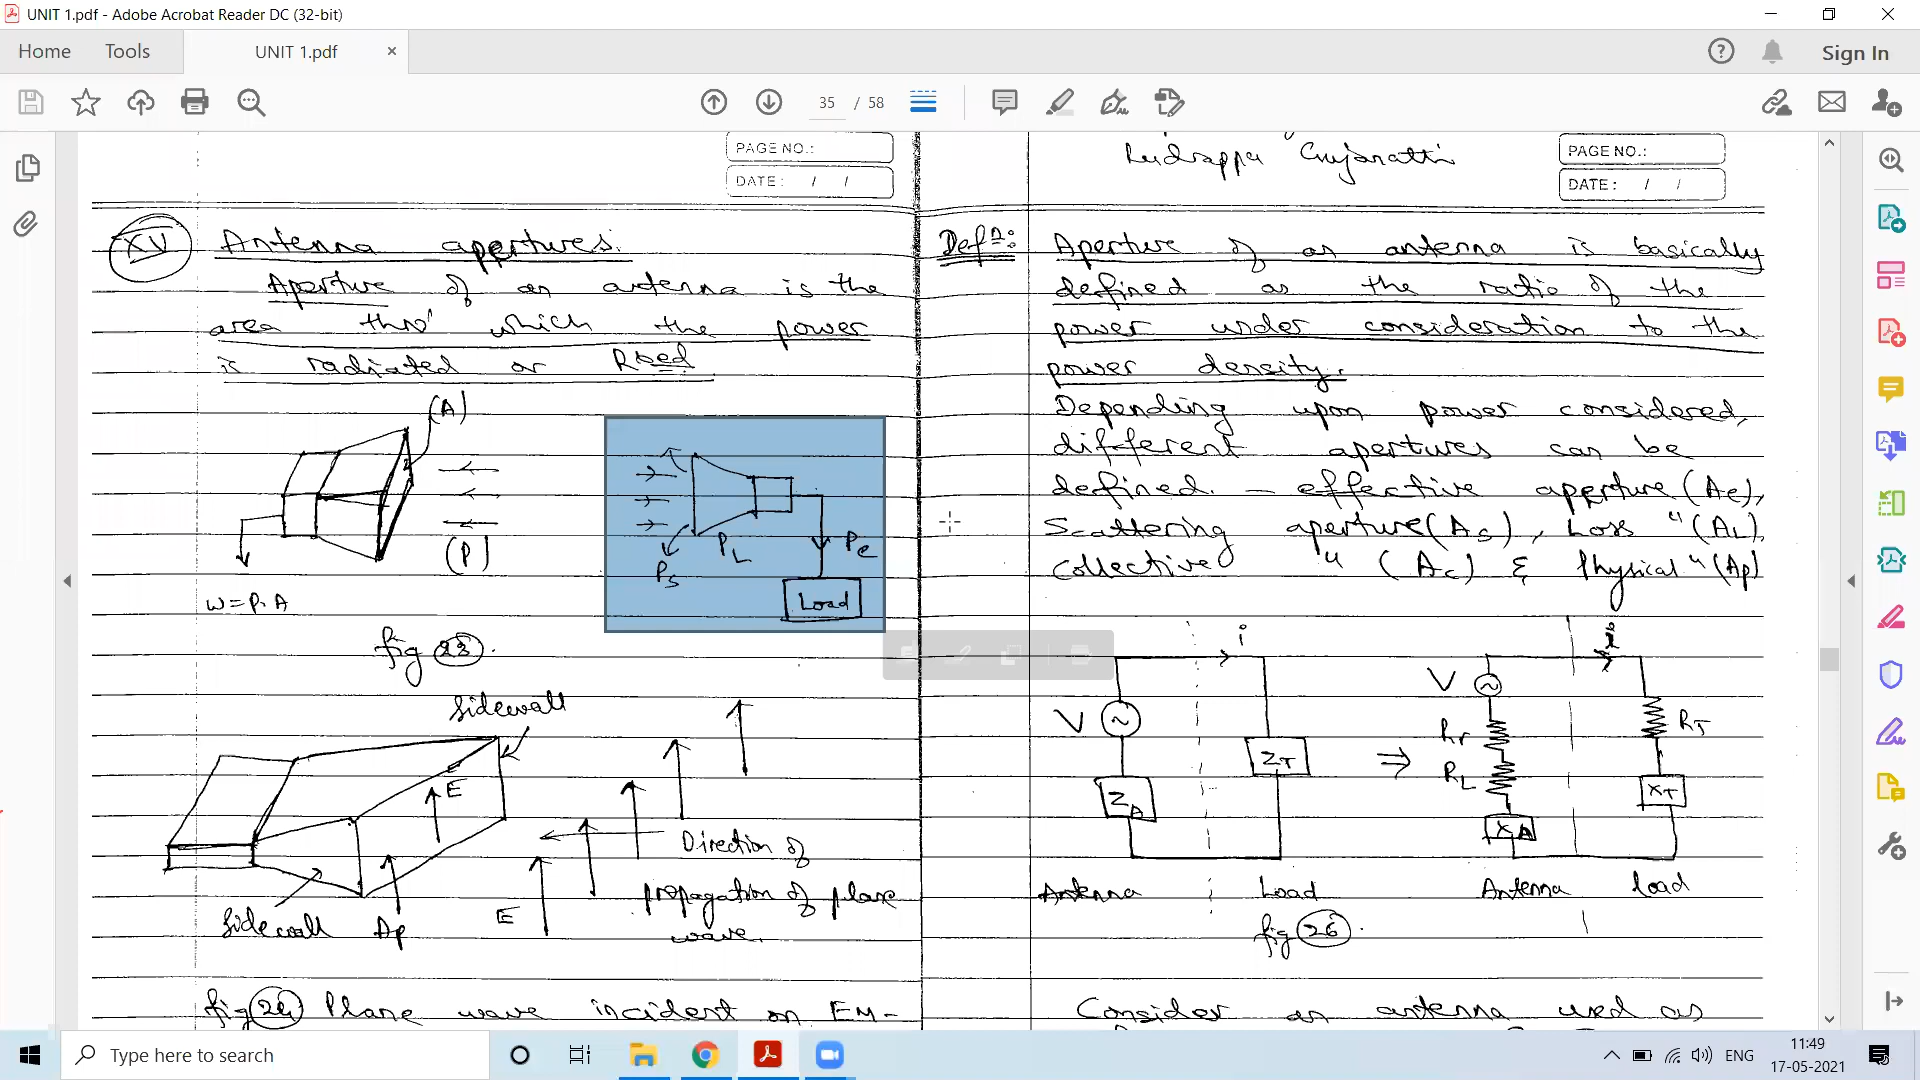 UNIT 1.pdf - Adobe Acrobat Reader DC (32-bit)
Home Tools UNIT 1.pdf × Sign In
35 / 58
PAGE NO.:
DATE: / /
XV Antenna apertures.
Aperture of an antenna is the
area thro' which the power
is radiated or Rxed
(A)
(P)
W = P. A
Ps PL Pe
Load
fig 23.
Sidewall
E
Direction of
propagation of plane
wave.
E
Sidewall Ap
fig 24 Plane wave incident on EM-
Rudrappa Gujanatti
PAGE NO.:
DATE: / /
Defn: Aperture of an antenna is basically
defined as the ratio of the
power under consideration to the
power density.
Depending upon power considered,
different apertures can be
defined. - effective aperture (Ae),
Scattering aperture (As), Loss " (AL),
Collective " (Ac) & Physical " (Ap)
i
V
ZA
ZT
⇒
V
Rr
RL
XA
RT
XT
Antenna Load Antenna load
fig 26.
Consider an antenna used as
Type here to search
ENG 11:49
17-05-2021